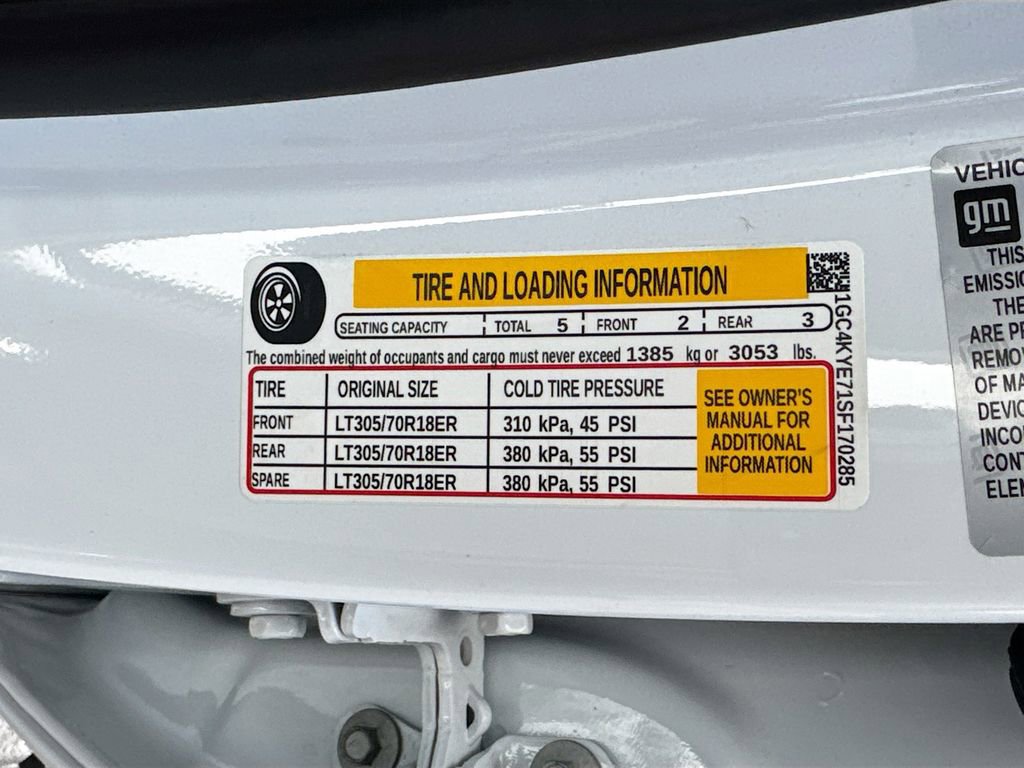 TIRE AND LOADING INFORMATION
SEATING CAPACITY TOTAL 5 FRONT 2 REAR 3
The combined weight of occupants and cargo must never exceed 1385 kg or 3053 lbs.
TIRE ORIGINAL SIZE COLD TIRE PRESSURE
FRONT LT305/70R18ER 310 kPa, 45 PSI
REAR LT305/70R18ER 380 kPa, 55 PSI
SPARE LT305/70R18ER 380 kPa, 55 PSI
SEE OWNER'S
MANUAL FOR
ADDITIONAL
INFORMATION
1GC4KYE71SF170285
VEHIC
gm
THIS
EMISSIO
THE
ARE PR
REMO
OF MA
DEVIC
INCO
CONT
ELEM